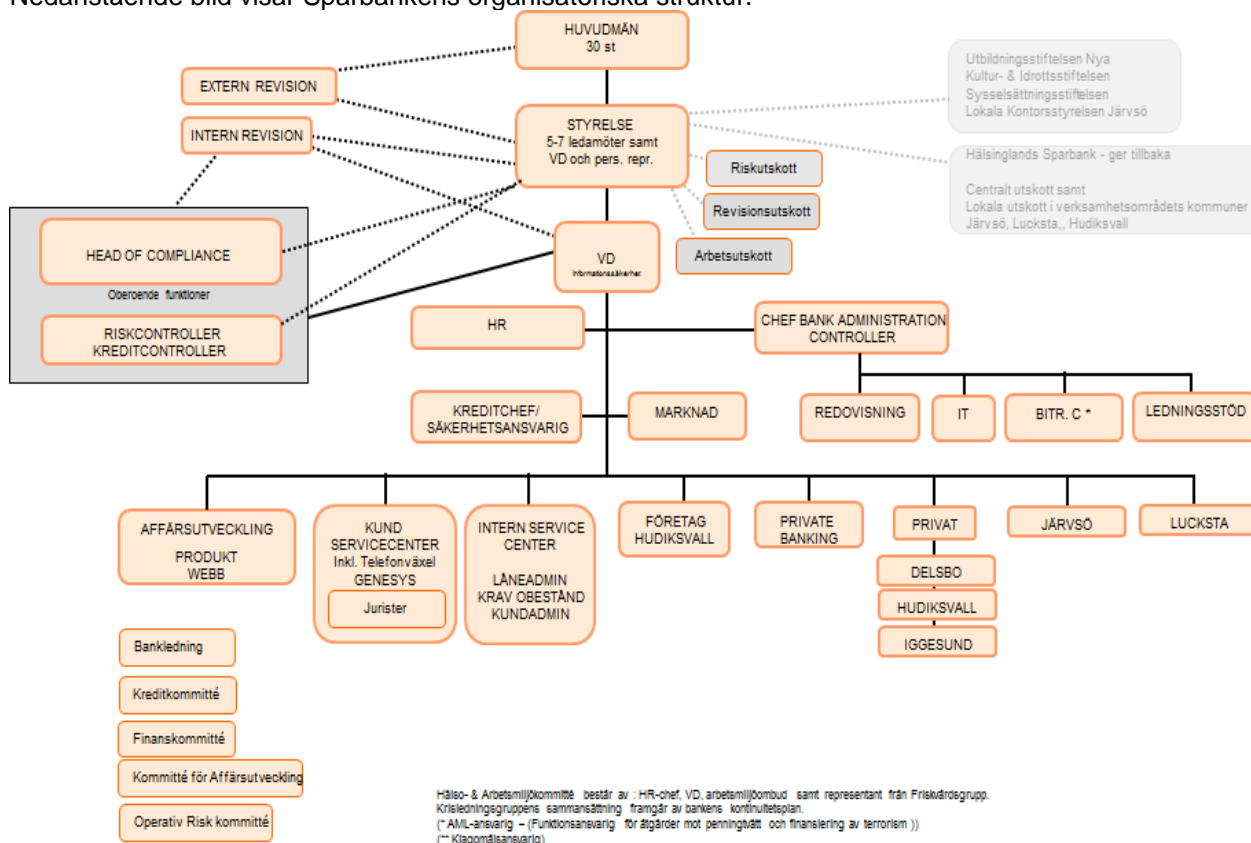 Nedanstående bild visar Sparbankens organisatoriska struktur.
HUVUDMÄN
30 st
Utbildningsstiftelsen Nya
Kultur- & Idrottsstiftelsen
Sysselsättningsstiftelsen
Lokala Kontorsstyrelsen Järvsö
EXTERN REVISION
INTERN REVISION
STYRELSE
5-7 ledamöter samt
VD och pers. repr.
Hälsinglands Sparbank - ger tillbaka
Centralt utskott samt
Lokala utskott i verksamhetsområdets kommuner
Järvsö, Lucksta,, Hudiksvall
Riskutskott
Revisionsutskott
Arbetsutskott
HEAD OF COMPLIANCE
Oberoende funktioner
RISKCONTROLLER
KREDITCONTROLLER
VD
Informationssäkerhet
HR
CHEF BANK ADMINISTRATION
CONTROLLER
KREDITCHEF/
SÄKERHETSANSVARIG
MARKNAD
REDOVISNING
IT
BITR. C *
LEDNINGSSTÖD
AFFÄRSUTVECKLING
PRODUKT
WEBB
KUND
SERVICECENTER
Inkl. Telefonväxel
GENESYS
Jurister
INTERN SERVICE
CENTER
LÅNEADMIN
KRAV OBESTÅND
KUNDADMIN
FÖRETAG
HUDIKSVALL
PRIVATE
BANKING
PRIVAT
DELSBO
HUDIKSVALL
IGGESUND
JÄRVSÖ
LUCKSTA
Bankledning
Kreditkommitté
Finanskommitté
Kommitté för Affärsutveckling
Operativ Risk kommitté
Hälso- & Arbetsmiljökommitté består av : HR-chef, VD, arbetsmiljöombud samt representant från Friskvårdsgrupp.
Krisledningsgruppens sammansättning framgår av bankens kontinuitetsplan.
(* AML-ansvarig – (Funktionsansvarig för åtgärder mot penningtvätt och finansiering av terrorism ))
(** Klagomålsansvarig)